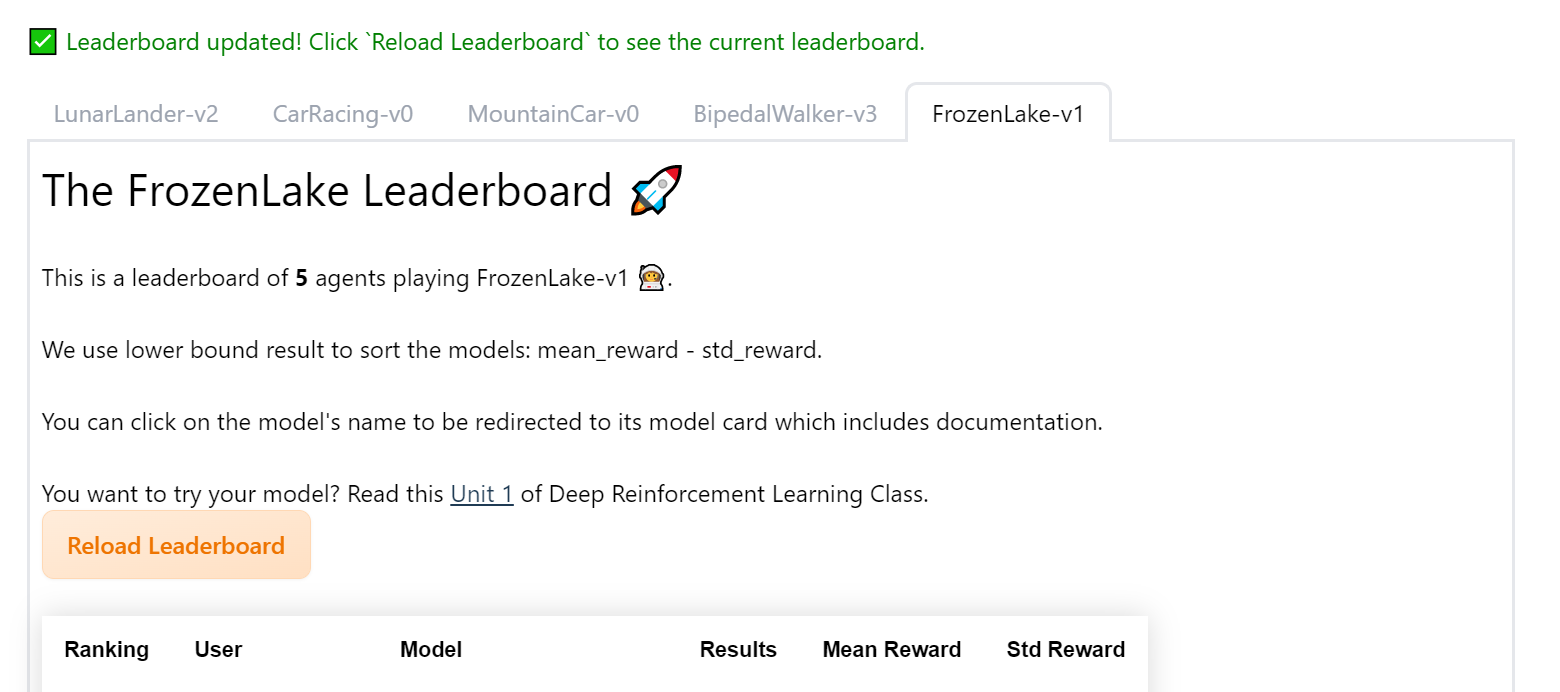 ✅ Leaderboard updated! Click `Reload Leaderboard` to see the current leaderboard.
LunarLander-v2 CarRacing-v0 MountainCar-v0 BipedalWalker-v3 FrozenLake-v1
The FrozenLake Leaderboard 🚀
This is a leaderboard of 5 agents playing FrozenLake-v1 👩‍🚀.
We use lower bound result to sort the models: mean_reward - std_reward.
You can click on the model's name to be redirected to its model card which includes documentation.
You want to try your model? Read this Unit 1 of Deep Reinforcement Learning Class.
Reload Leaderboard
Ranking User Model Results Mean Reward Std Reward